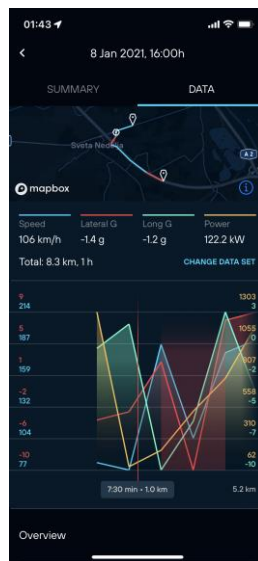 01:43
8 Jan 2021, 16:00h
SUMMARY DATA
Sveta Nedelja
A2
mapbox
Speed Lateral G Long G Power
106 km/h -1.4 g -1.2 g 122.2 kW
Total: 8.3 km, 1 h CHANGE DATA SET
9 1303
214 3
5 1055
187 0
1 807
159 -2
-2 558
132 -5
-6 310
104 -7
-10 62
77 -10
7:30 min - 1.0 km 5.2 km
Overview